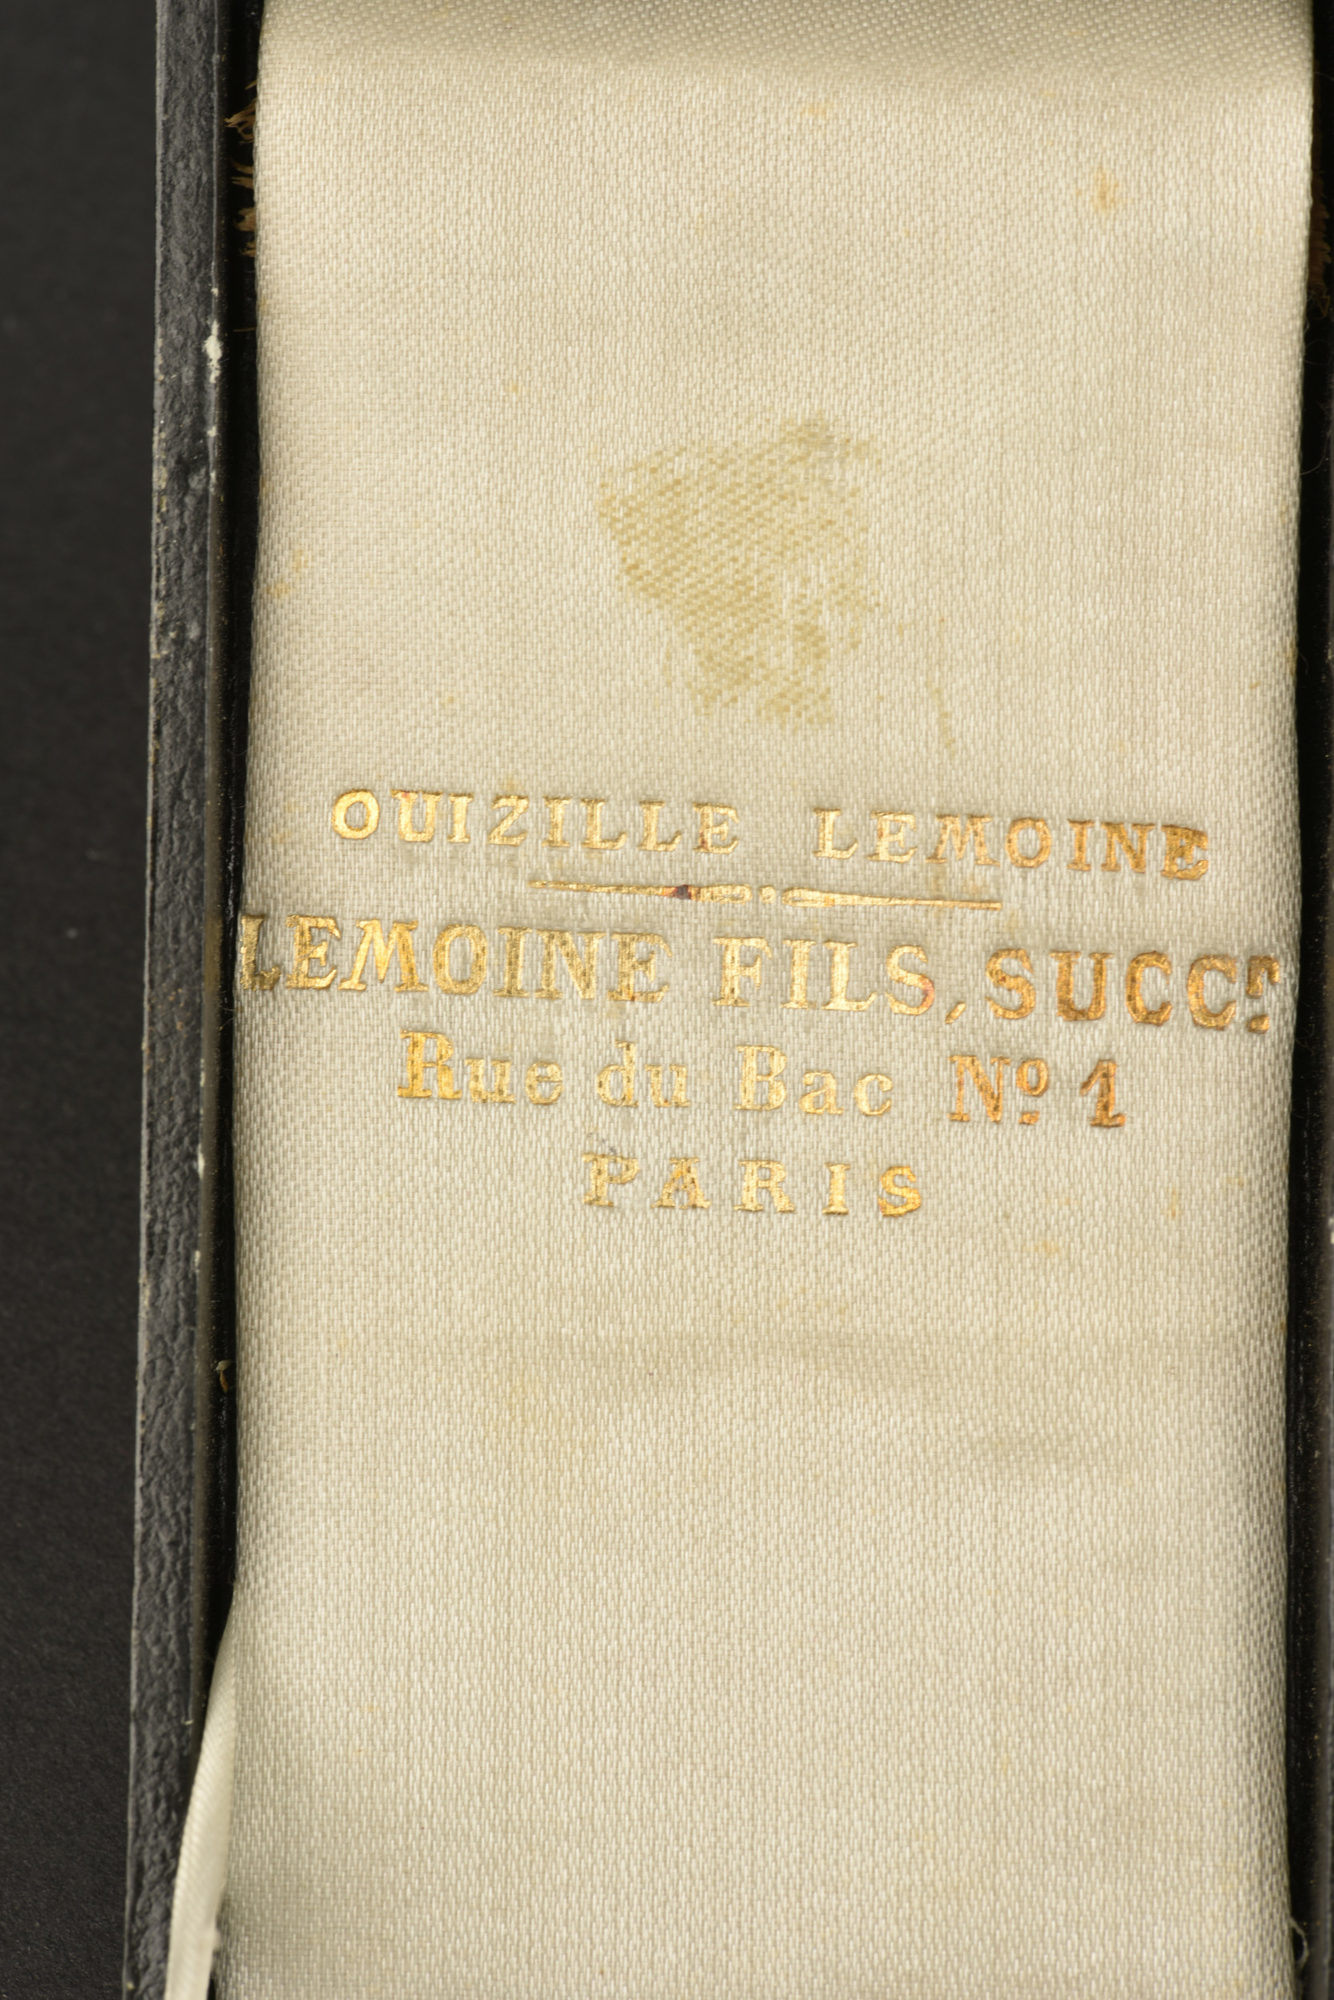 OUIZILLE LEMOINE
LEMOINE FILS, SUCCR
Rue du Bac Nº 1
PARIS